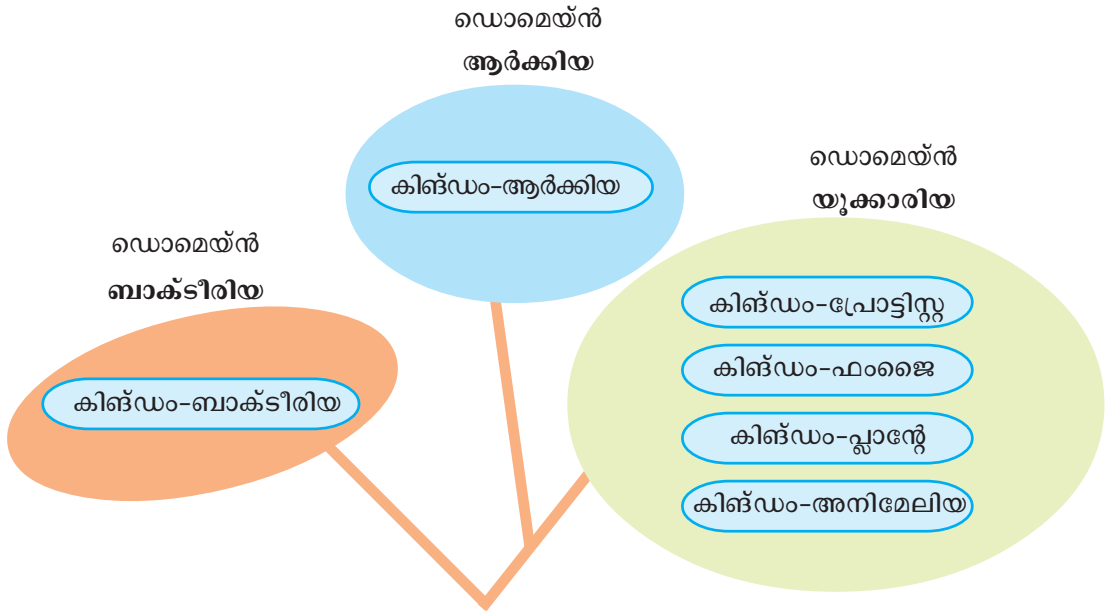 ഡൊമെയ്ൻ
ആർക്കിയ
കിങ്ഡം-ആർക്കിയ
ഡൊമെയ്ൻ
യൂക്കാരിയ
കിങ്ഡം-പ്രോട്ടിസ്റ്റ
കിങ്ഡം-ഫംജൈ
കിങ്ഡം-പ്ലാന്റേ
കിങ്ഡം-അനിമേലിയ
ഡൊമെയ്ൻ
ബാക്ടീരിയ
കിങ്ഡം-ബാക്ടീരിയ